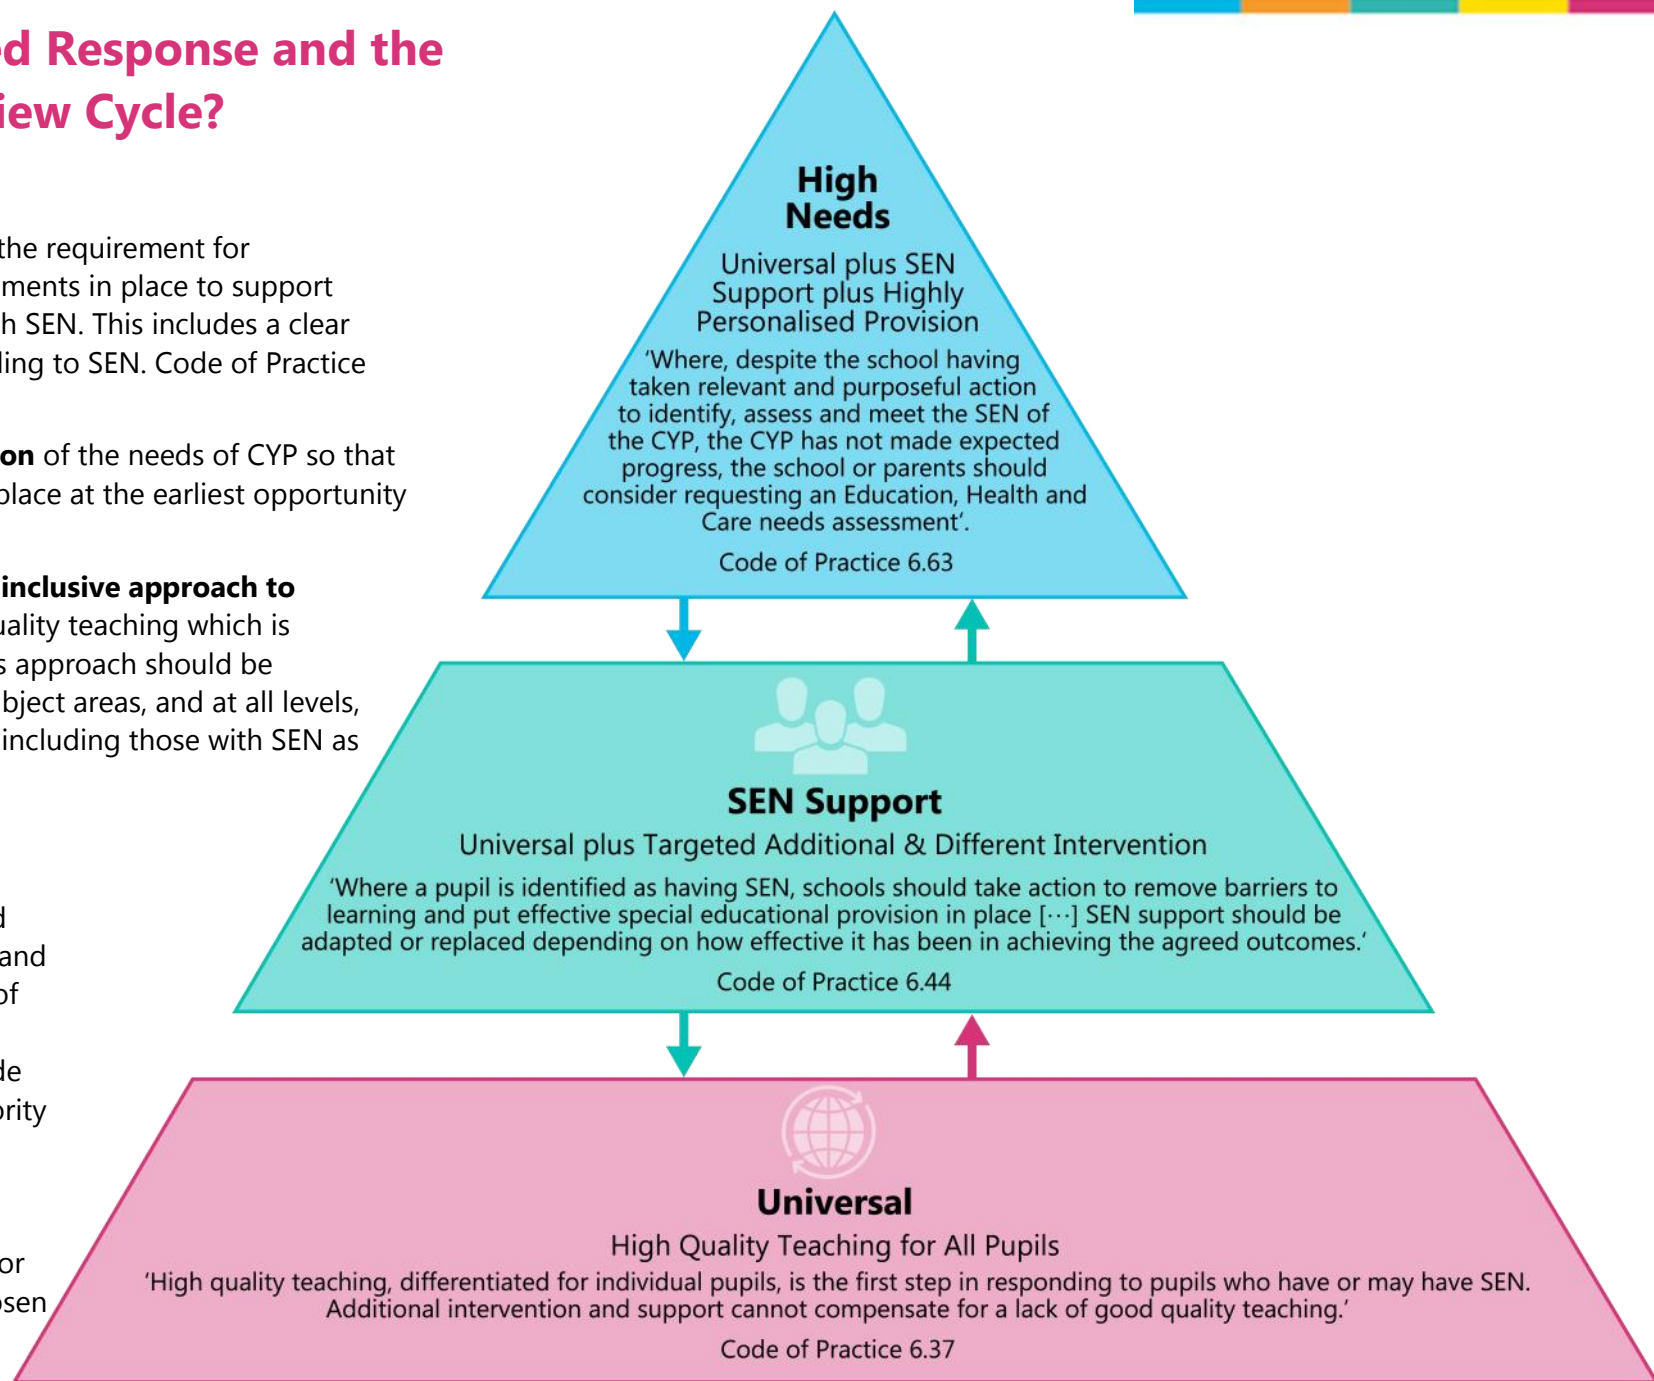 ed Response and the
iew Cycle?
the requirement for
ments in place to support
h SEN. This includes a clear
ling to SEN. Code of Practice
on of the needs of CYP so that
place at the earliest opportunity
inclusive approach to
uality teaching which is
s approach should be
bject areas, and at all levels,
including those with SEN as
d
and
of
de
ority
or
osen
High
Needs
Universal plus SEN
Support plus Highly
Personalised Provision
‘Where, despite the school having
taken relevant and purposeful action
to identify, assess and meet the SEN of
the CYP, the CYP has not made expected
progress, the school or parents should
consider requesting an Education, Health and
Care needs assessment’.
Code of Practice 6.63
SEN Support
Universal plus Targeted Additional & Different Intervention
‘Where a pupil is identified as having SEN, schools should take action to remove barriers to
learning and put effective special educational provision in place [···] SEN support should be
adapted or replaced depending on how effective it has been in achieving the agreed outcomes.’
Code of Practice 6.44
Universal
High Quality Teaching for All Pupils
‘High quality teaching, differentiated for individual pupils, is the first step in responding to pupils who have or may have SEN.
Additional intervention and support cannot compensate for a lack of good quality teaching.’
Code of Practice 6.37